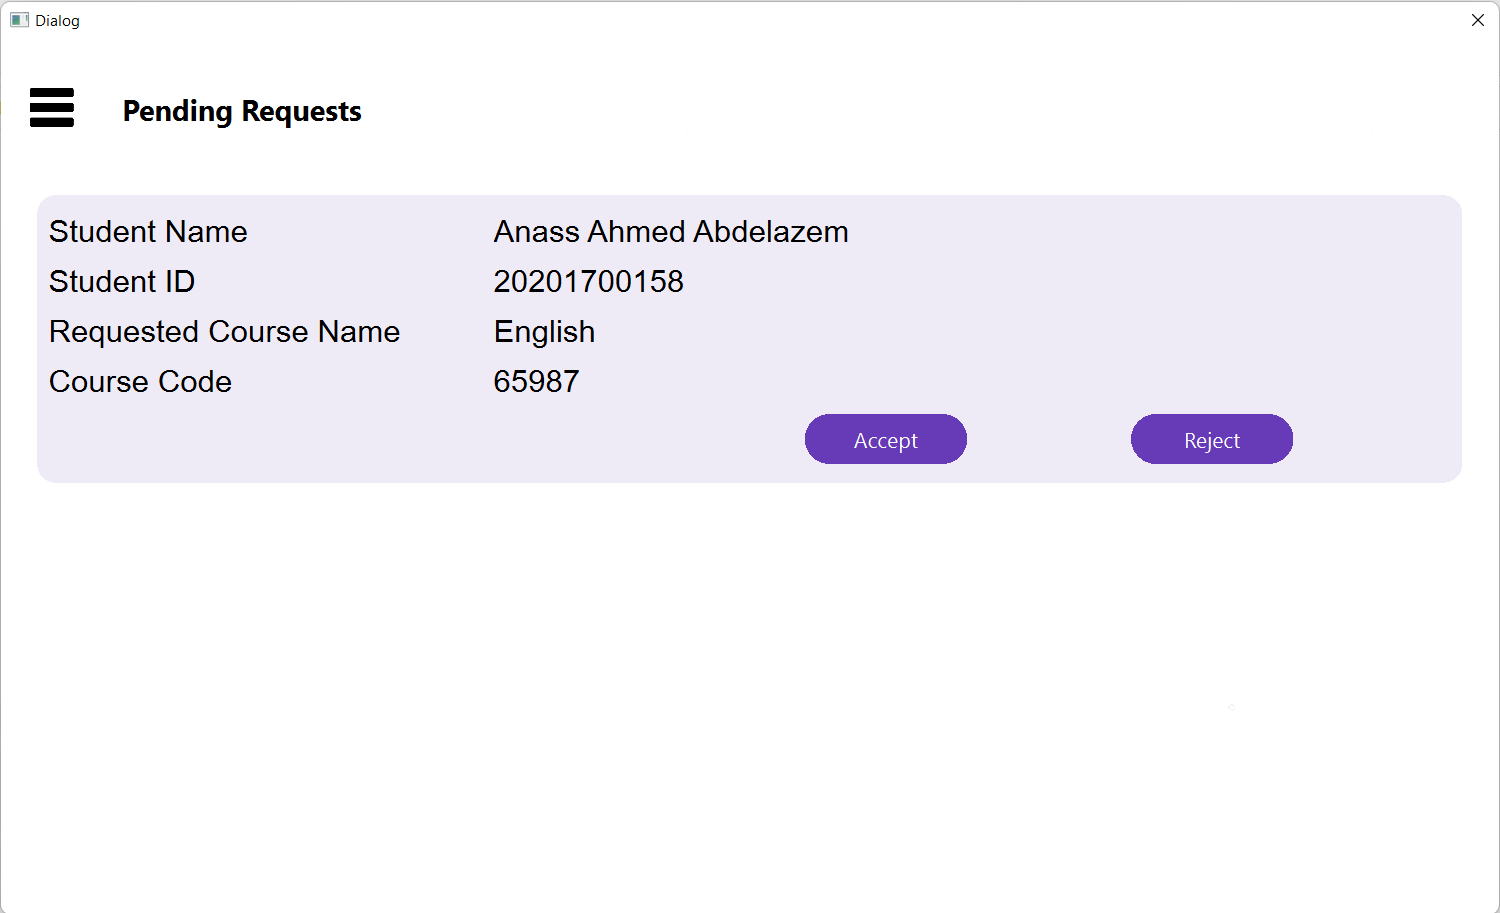 Dialog
Pending Requests
Student Name Anass Ahmed Abdelazem
Student ID 20201700158
Requested Course Name English
Course Code 65987
Accept Reject